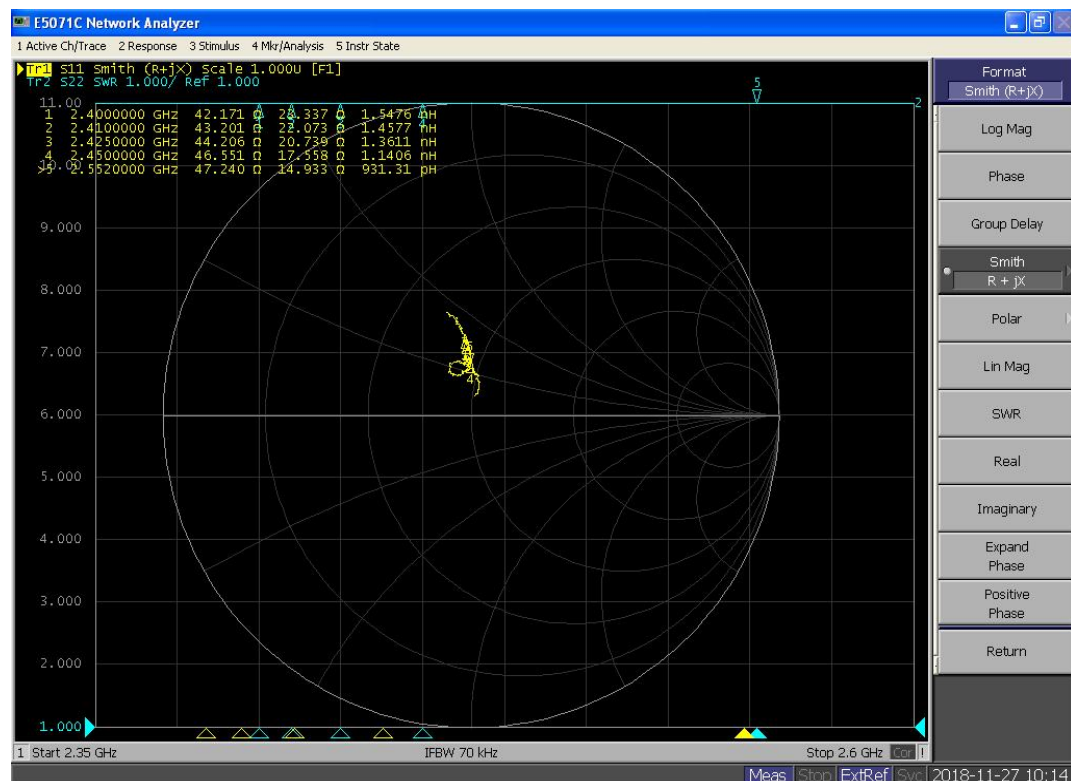 E5071C Network Analyzer
1 Active Ch/Trace 2 Response 3 Stimulus 4 Mkr/Analysis 5 Instr State
Tr1 S11 Smith (R+jX) Scale 1.000U [F1]
Tr2 S22 SWR 1.000/ Ref 1.000
11.00
1 2.4000000 GHz 42.171 Ω 23.337 Ω 1.5476 nH
2 2.4100000 GHz 43.201 Ω 22.073 Ω 1.4577 nH
3 2.4250000 GHz 44.206 Ω 20.739 Ω 1.3611 nH
4 2.4500000 GHz 46.551 Ω 17.558 Ω 1.1406 nH
10.00
>5 2.5520000 GHz 47.240 Ω 14.933 Ω 931.31 pH
9.000
8.000
7.000
6.000
5.000
4.000
3.000
2.000
1.000
5
2
4
1 Start 2.35 GHz
IFBW 70 kHz
Stop 2.6 GHz Cor !
Format
Smith (R+jX)
Log Mag
Phase
Group Delay
Smith
R + jX
Polar
Lin Mag
SWR
Real
Imaginary
Expand
Phase
Positive
Phase
Return
Meas Stop ExtRef Svc 2018-11-27 10:14